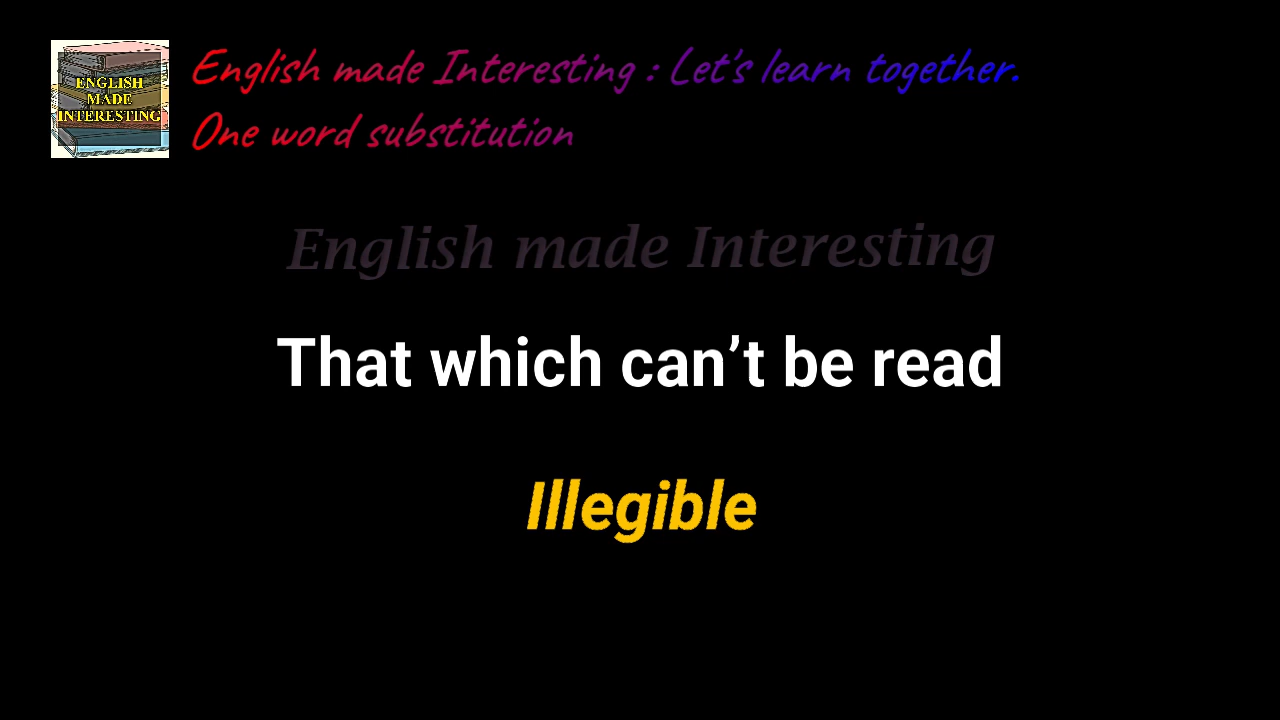 ENGLISH
MADE
INTERESTING
English made Interesting : Let's learn together.
One word substitution
English made Interesting
That which can’t be read
Illegible